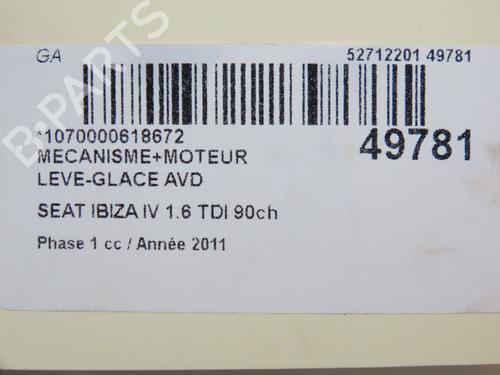 GA
52712201 49781
*1070000618672
49781
MECANISME+MOTEUR
LEVE-GLACE AVD
SEAT IBIZA IV 1.6 TDI 90ch
Phase 1 cc / Année 2011
B-PARTS